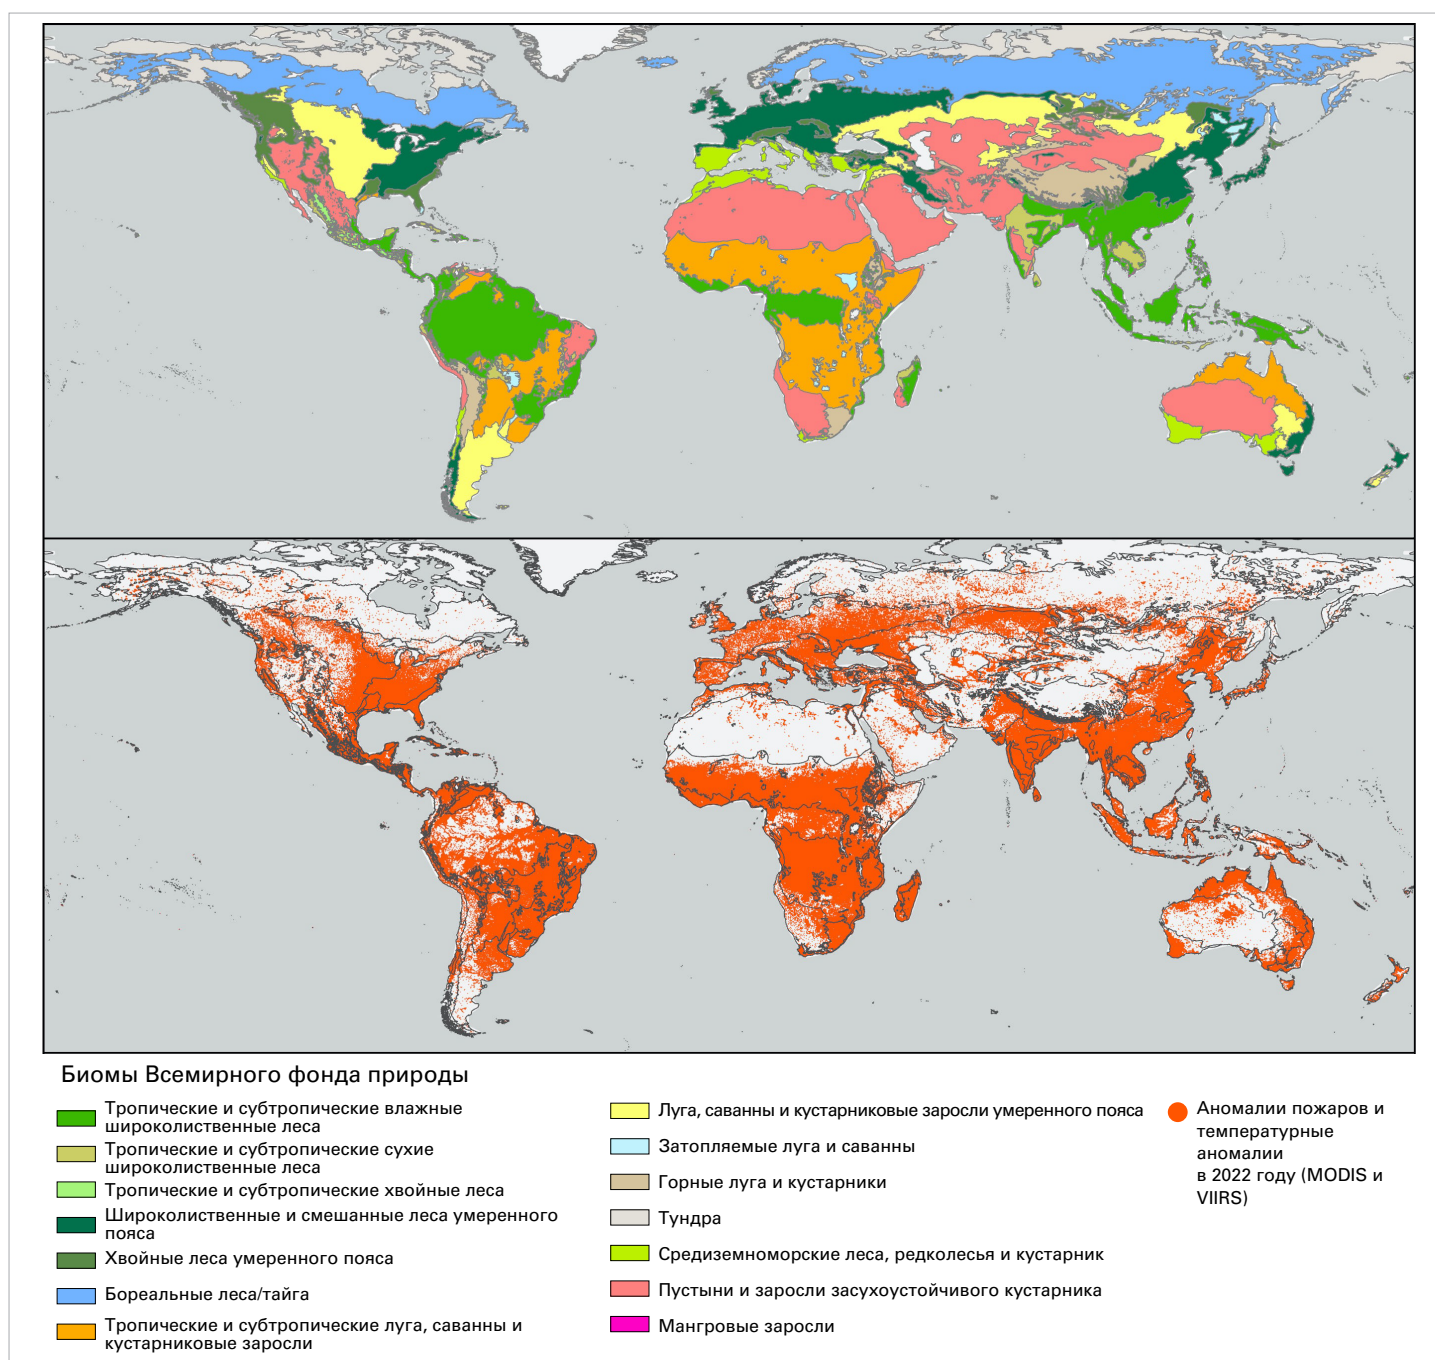 Биомы Всемирного фонда природы
Тропические и субтропические влажные
широколиственные леса
Тропические и субтропические сухие
широколиственные леса
Тропические и субтропические хвойные леса
Широколиственные и смешанные леса умеренного
пояса
Хвойные леса умеренного пояса
Бореальные леса/тайга
Тропические и субтропические луга, саванны и
кустарниковые заросли
Луга, саванны и кустарниковые заросли умеренного пояса
Затопляемые луга и саванны
Горные луга и кустарники
Тундра
Средиземноморские леса, редколесья и кустарник
Пустыни и заросли засухоустойчивого кустарника
Мангровые заросли
Аномалии пожаров и
температурные
аномалии
в 2022 году (MODIS и
VIIRS)